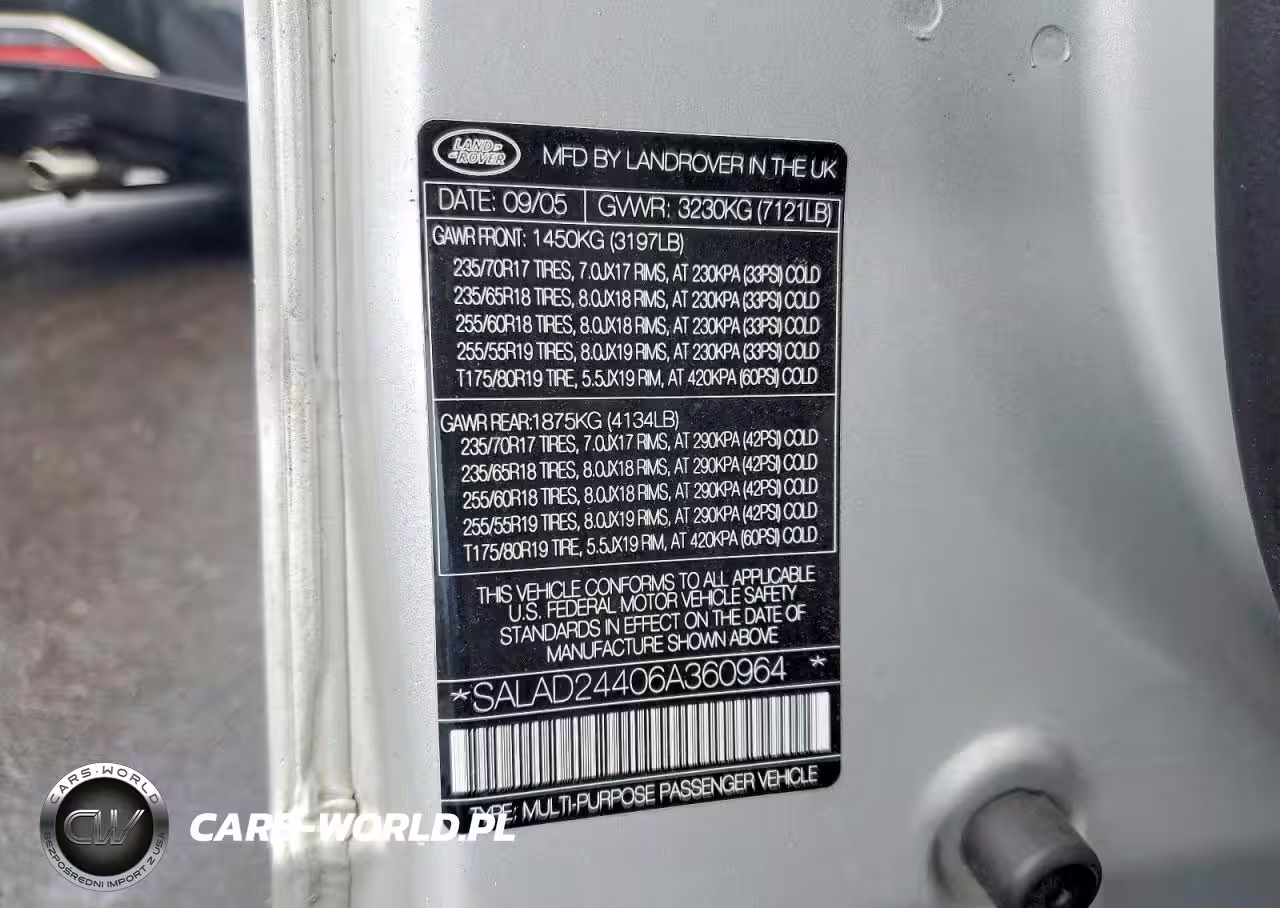 LAND
ROVER
MFD BY LANDROVER IN THE UK
DATE: 09/05 GVWR: 3230KG (7121LB)
GAWR FRONT: 1450KG (3197LB)
235/70R17 TIRES, 7.0JX17 RIMS, AT 230KPA (33PSI) COLD
235/65R18 TIRES, 8.0JX18 RIMS, AT 230KPA (33PSI) COLD
255/60R18 TIRES, 8.0JX18 RIMS, AT 230KPA (33PSI) COLD
255/55R19 TIRES, 8.0JX19 RIMS, AT 230KPA (33PSI) COLD
T175/80R19 TIRE, 5.5JX19 RIM, AT 420KPA (60PSI) COLD
GAWR REAR:1875KG (4134LB)
235/70R17 TIRES, 7.0JX17 RIMS, AT 290KPA (42PSI) COLD
235/65R18 TIRES, 8.0JX18 RIMS, AT 290KPA (42PSI) COLD
255/60R18 TIRES, 8.0JX18 RIMS, AT 290KPA (42PSI) COLD
255/55R19 TIRES, 8.0JX19 RIMS, AT 290KPA (42PSI) COLD
T175/80R19 TIRE, 5.5JX19 RIM, AT 420KPA (60PSI) COLD
THIS VEHICLE CONFORMS TO ALL APPLICABLE
U.S. FEDERAL MOTOR VEHICLE SAFETY
STANDARDS IN EFFECT ON THE DATE OF
MANUFACTURE SHOWN ABOVE
*SALAD24406A360964 *
TYPE: MULTI-PURPOSE PASSENGER VEHICLE
CARS-WORLD
CW
BEZPOŚREDNI IMPORT Z USA
CARS-WORLD.PL